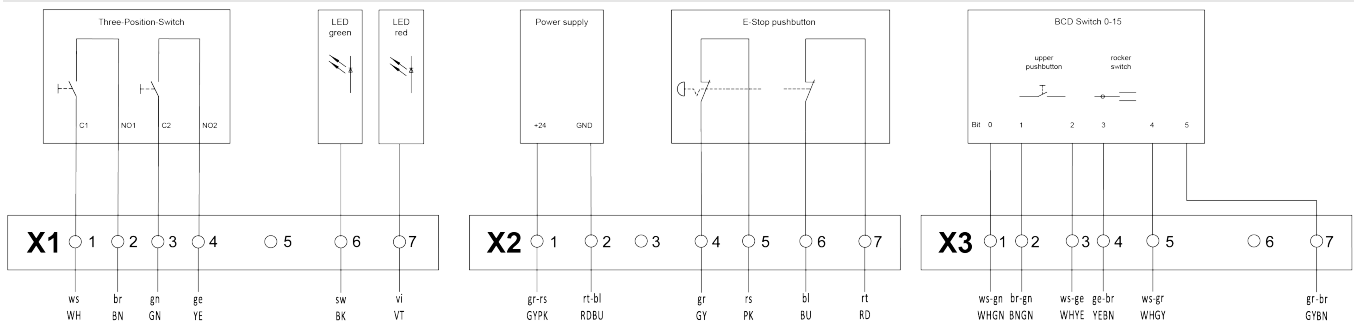 Three-Position-Switch
C1 NO1 C2 NO2
LED
green
LED
red
X1 1 2 3 4 5 6 7
ws br gn ge sw vi
WH BN GN YE BK VT
Power supply
+24 GND
E-Stop pushbutton
X2 1 2 3 4 5 6 7
gr-rs rt-bl gr rs bl rt
GYPK RDBU GY PK BU RD
BCD Switch 0-15
upper
pushbutton
rocker
switch
Bit 0 1 2 3 4 5
X3 1 2 3 4 5 6 7
ws-gn br-gn ws-ge ge-br ws-gr gr-br
WHGN BNGN WHYE YEBN WHGY GYBN